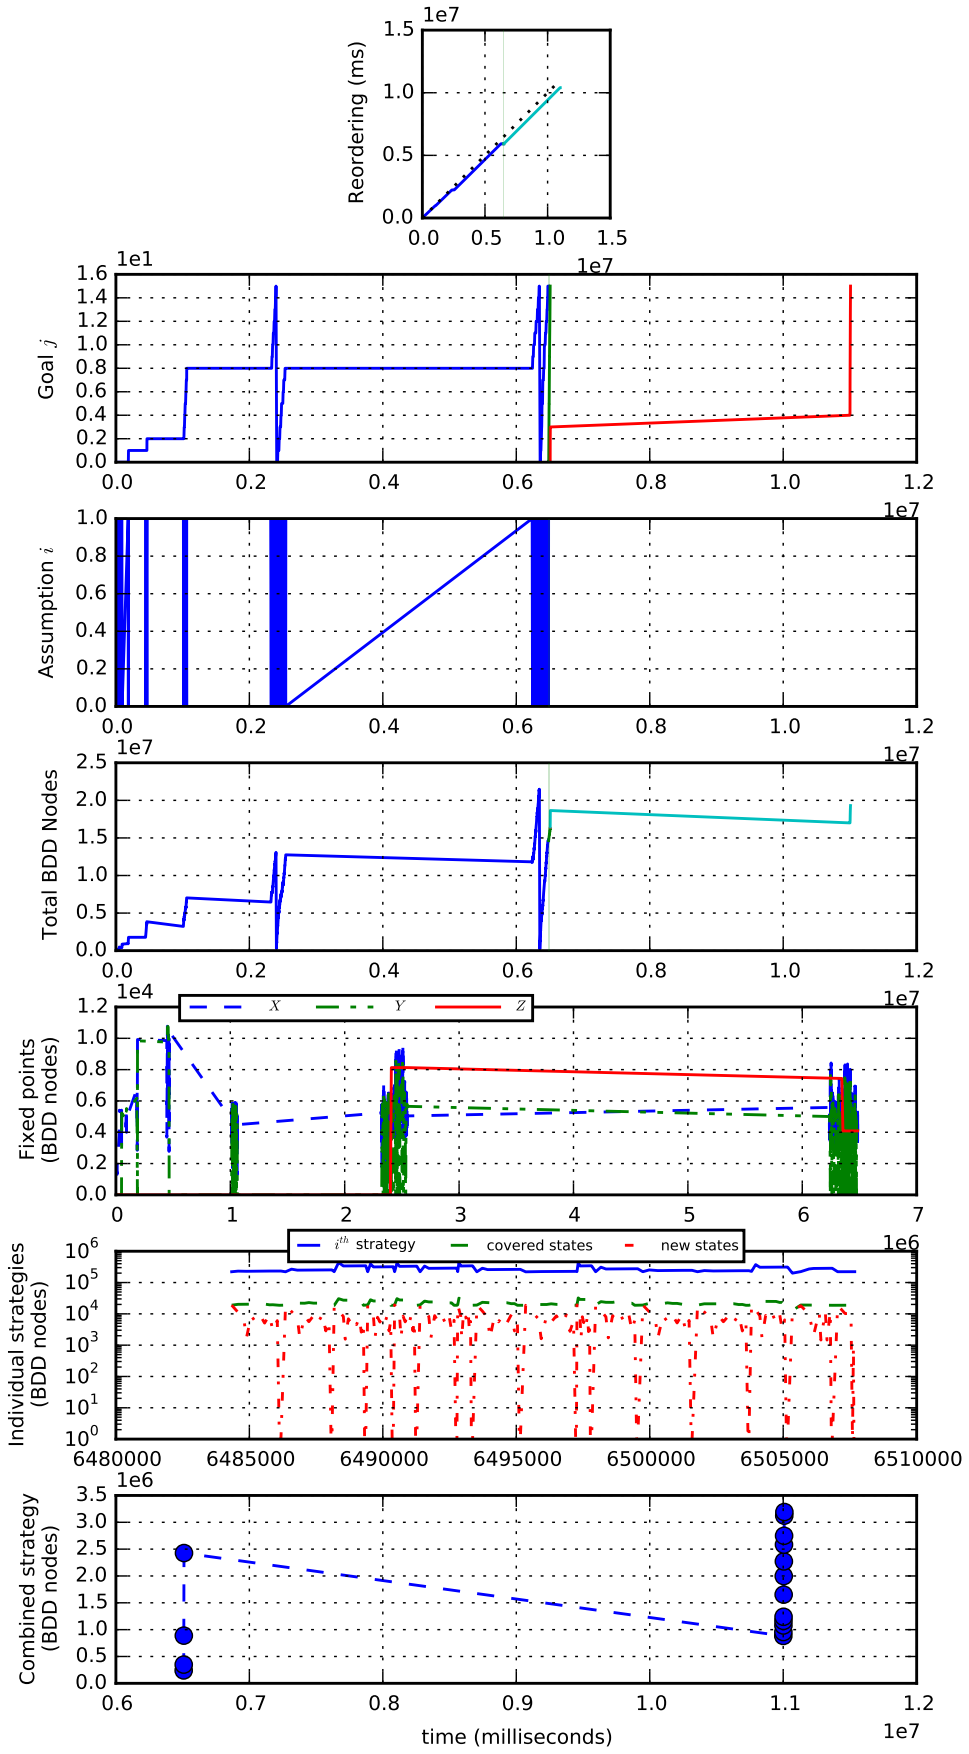 1e7
1.5
1.0
0.5
0.0
Reordering (ms)
0.0 0.5 1.0 1.5
1e7
1e1
1.6
1.4
1.2
1.0
0.8
0.6
0.4
0.2
0.0
Goal j
0.0 0.2 0.4 0.6 0.8 1.0 1.2
1e7
1.0
0.8
0.6
0.4
0.2
0.0
Assumption i
0.0 0.2 0.4 0.6 0.8 1.0 1.2
1e7
1e7
2.5
2.0
1.5
1.0
0.5
0.0
Total BDD Nodes
0.0 0.2 0.4 0.6 0.8 1.0 1.2
1e7
1e4
X Y Z
1.2
1.0
0.8
0.6
0.4
0.2
0.0
Fixed points
(BDD nodes)
0 1 2 3 4 5 6 7
1e6
i^th strategy covered states new states
10^6
10^5
10^4
10^3
10^2
10^1
10^0
Individual strategies
(BDD nodes)
6480000 6485000 6490000 6495000 6500000 6505000 6510000
1e6
3.5
3.0
2.5
2.0
1.5
1.0
0.5
0.0
Combined strategy
(BDD nodes)
0.6 0.7 0.8 0.9 1.0 1.1 1.2
time (milliseconds)
1e7